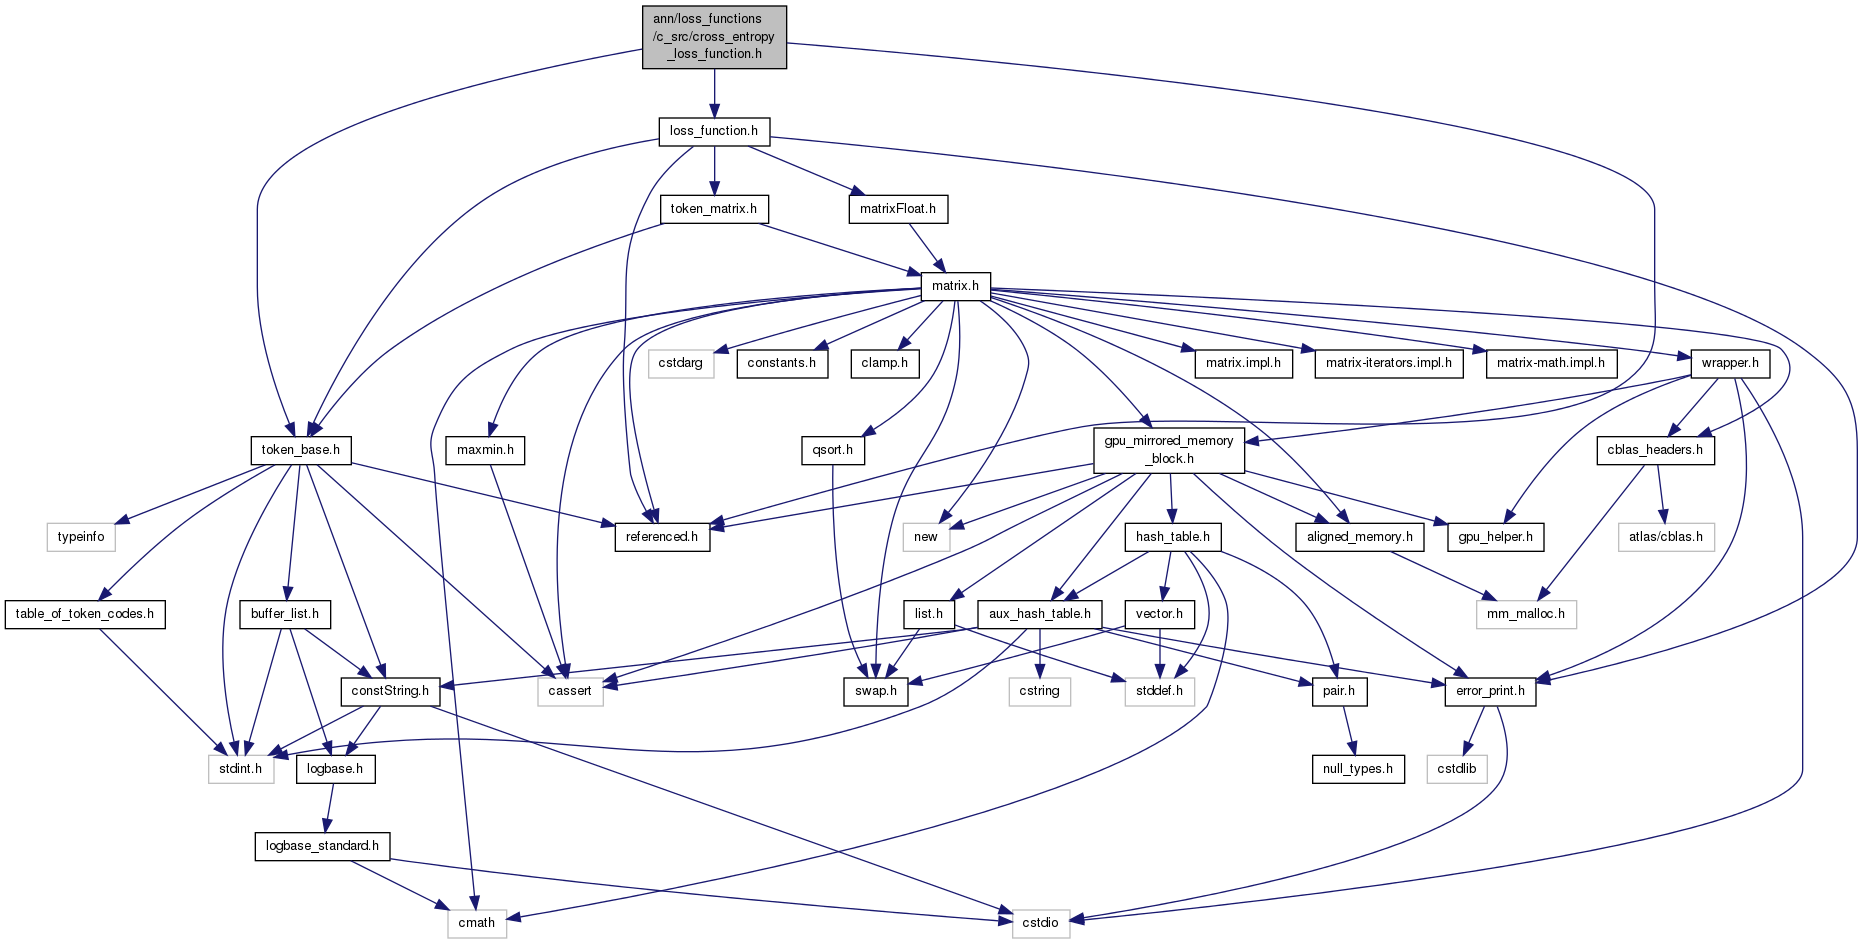 ann/loss_functions
/c_src/cross_entropy
_loss_function.h
loss_function.h
token_matrix.h
matrixFloat.h
matrix.h
cstdarg
constants.h
clamp.h
matrix.impl.h
matrix-iterators.impl.h
matrix-math.impl.h
wrapper.h
token_base.h
maxmin.h
qsort.h
gpu_mirrored_memory
_block.h
cblas_headers.h
typeinfo
referenced.h
new
hash_table.h
aligned_memory.h
gpu_helper.h
atlas/cblas.h
table_of_token_codes.h
buffer_list.h
list.h
aux_hash_table.h
vector.h
mm_malloc.h
constString.h
cassert
swap.h
cstring
stddef.h
pair.h
error_print.h
stdint.h
logbase.h
null_types.h
cstdlib
logbase_standard.h
cmath
cstdio